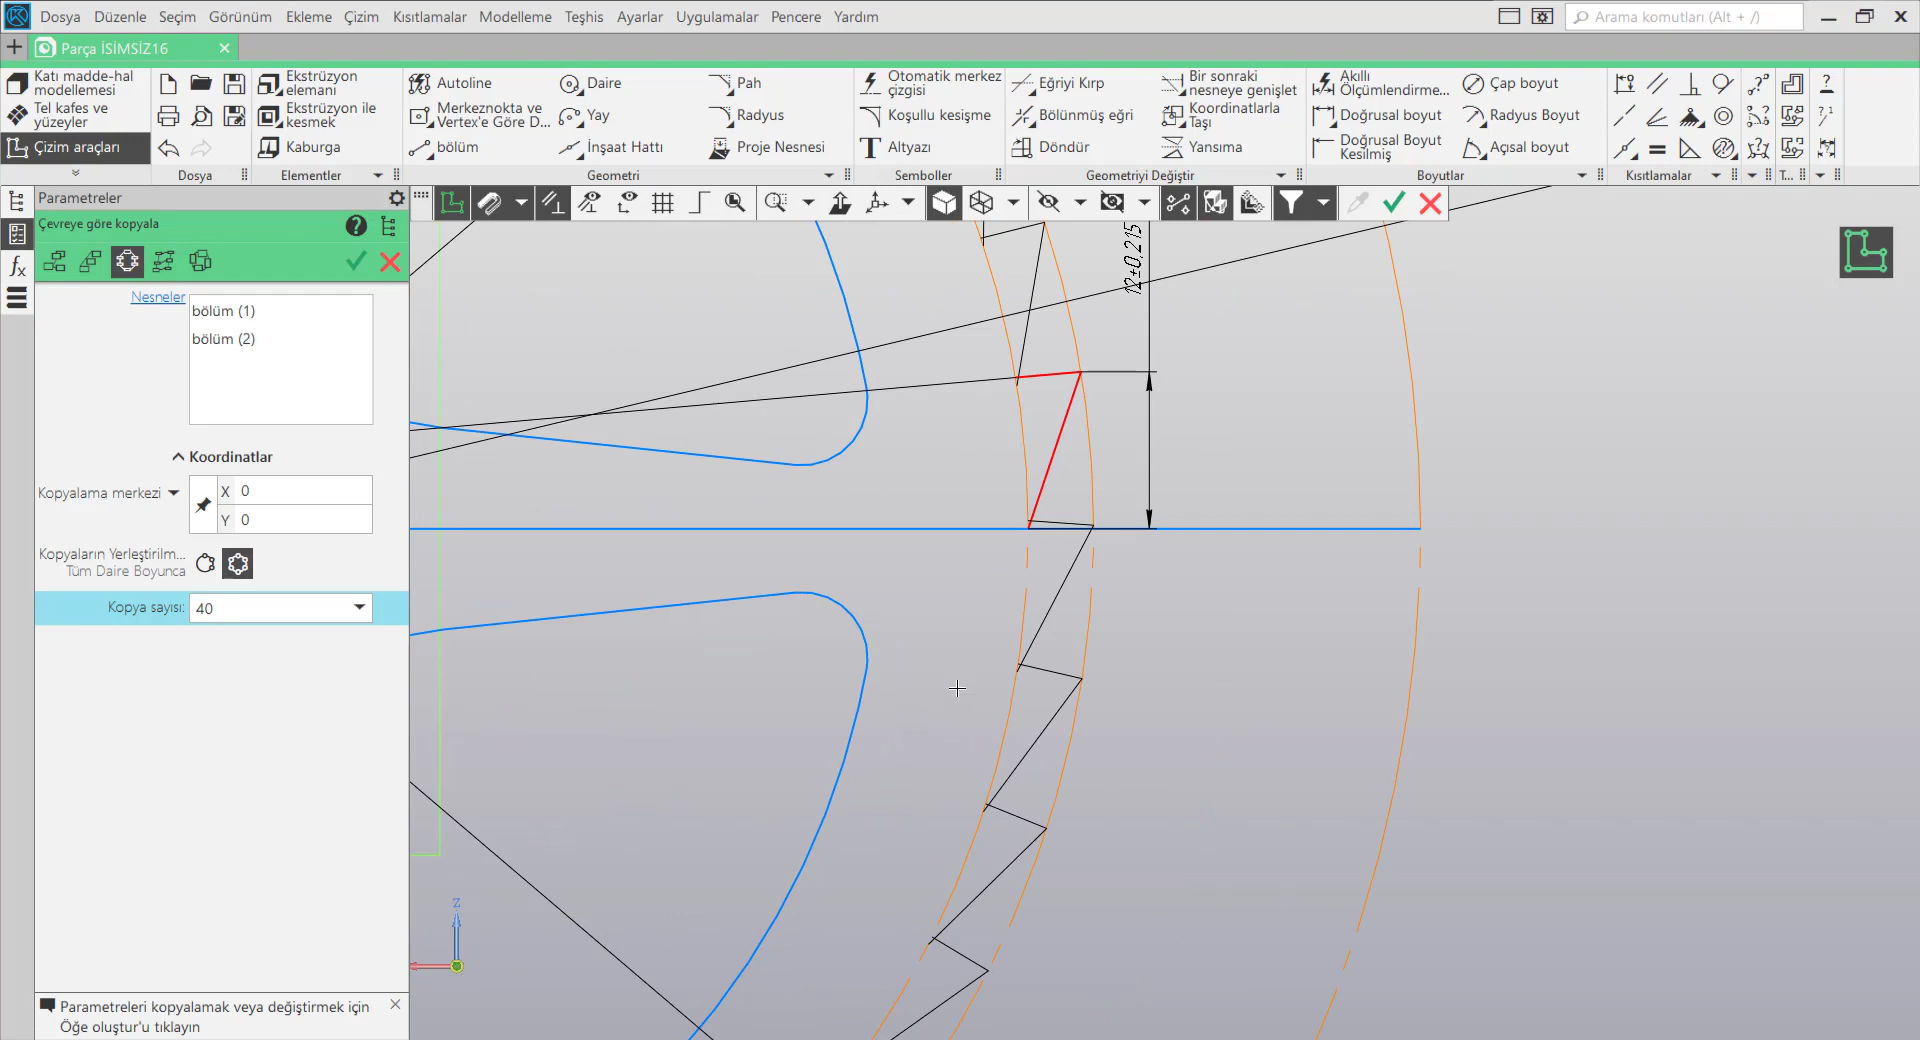 Dosya Düzenle Seçim Görünüm Ekleme Çizim Kısıtlamalar Modelleme Teşhis Ayarlar Uygulamalar Pencere Yardım
Arama komutları (Alt + /)
Parça İSİMSİZ16
Katı madde-hal modellemesi
Tel kafes ve yüzeyler
Çizim araçları
Dosya
Ekstrüzyon elemanı
Ekstrüzyon ile kesmek
Kaburga
Elementler
Autoline
Merkeznokta ve Vertex'e Göre D...
bölüm
Daire
Yay
İnşaat Hattı
Pah
Radyus
Proje Nesnesi
Geometri
Otomatik merkez çizgisi
Koşullu kesişme
Altyazı
Semboller
Eğriyi Kırp
Bölünmüş eğri
Döndür
Bir sonraki nesneye genişlet
Koordinatlarla Taşı
Yansıma
Geometriyi Değiştir
Akıllı Ölçümlendirme...
Doğrusal boyut
Doğrusal Boyut Kesilmiş
Çap boyut
Radyus Boyut
Açısal boyut
Boyutlar
Kısıtlamalar
T...
Parametreler
Çevreye göre kopyala
Nesneler
bölüm (1)
bölüm (2)
Koordinatlar
Kopyalama merkezi
X 0
Y 0
Kopyaların Yerleştirilm...
Tüm Daire Boyunca
Kopya sayısı: 40
Parametreleri kopyalamak veya değiştirmek için
Öğe oluştur'u tıklayın
12±0,215
Z